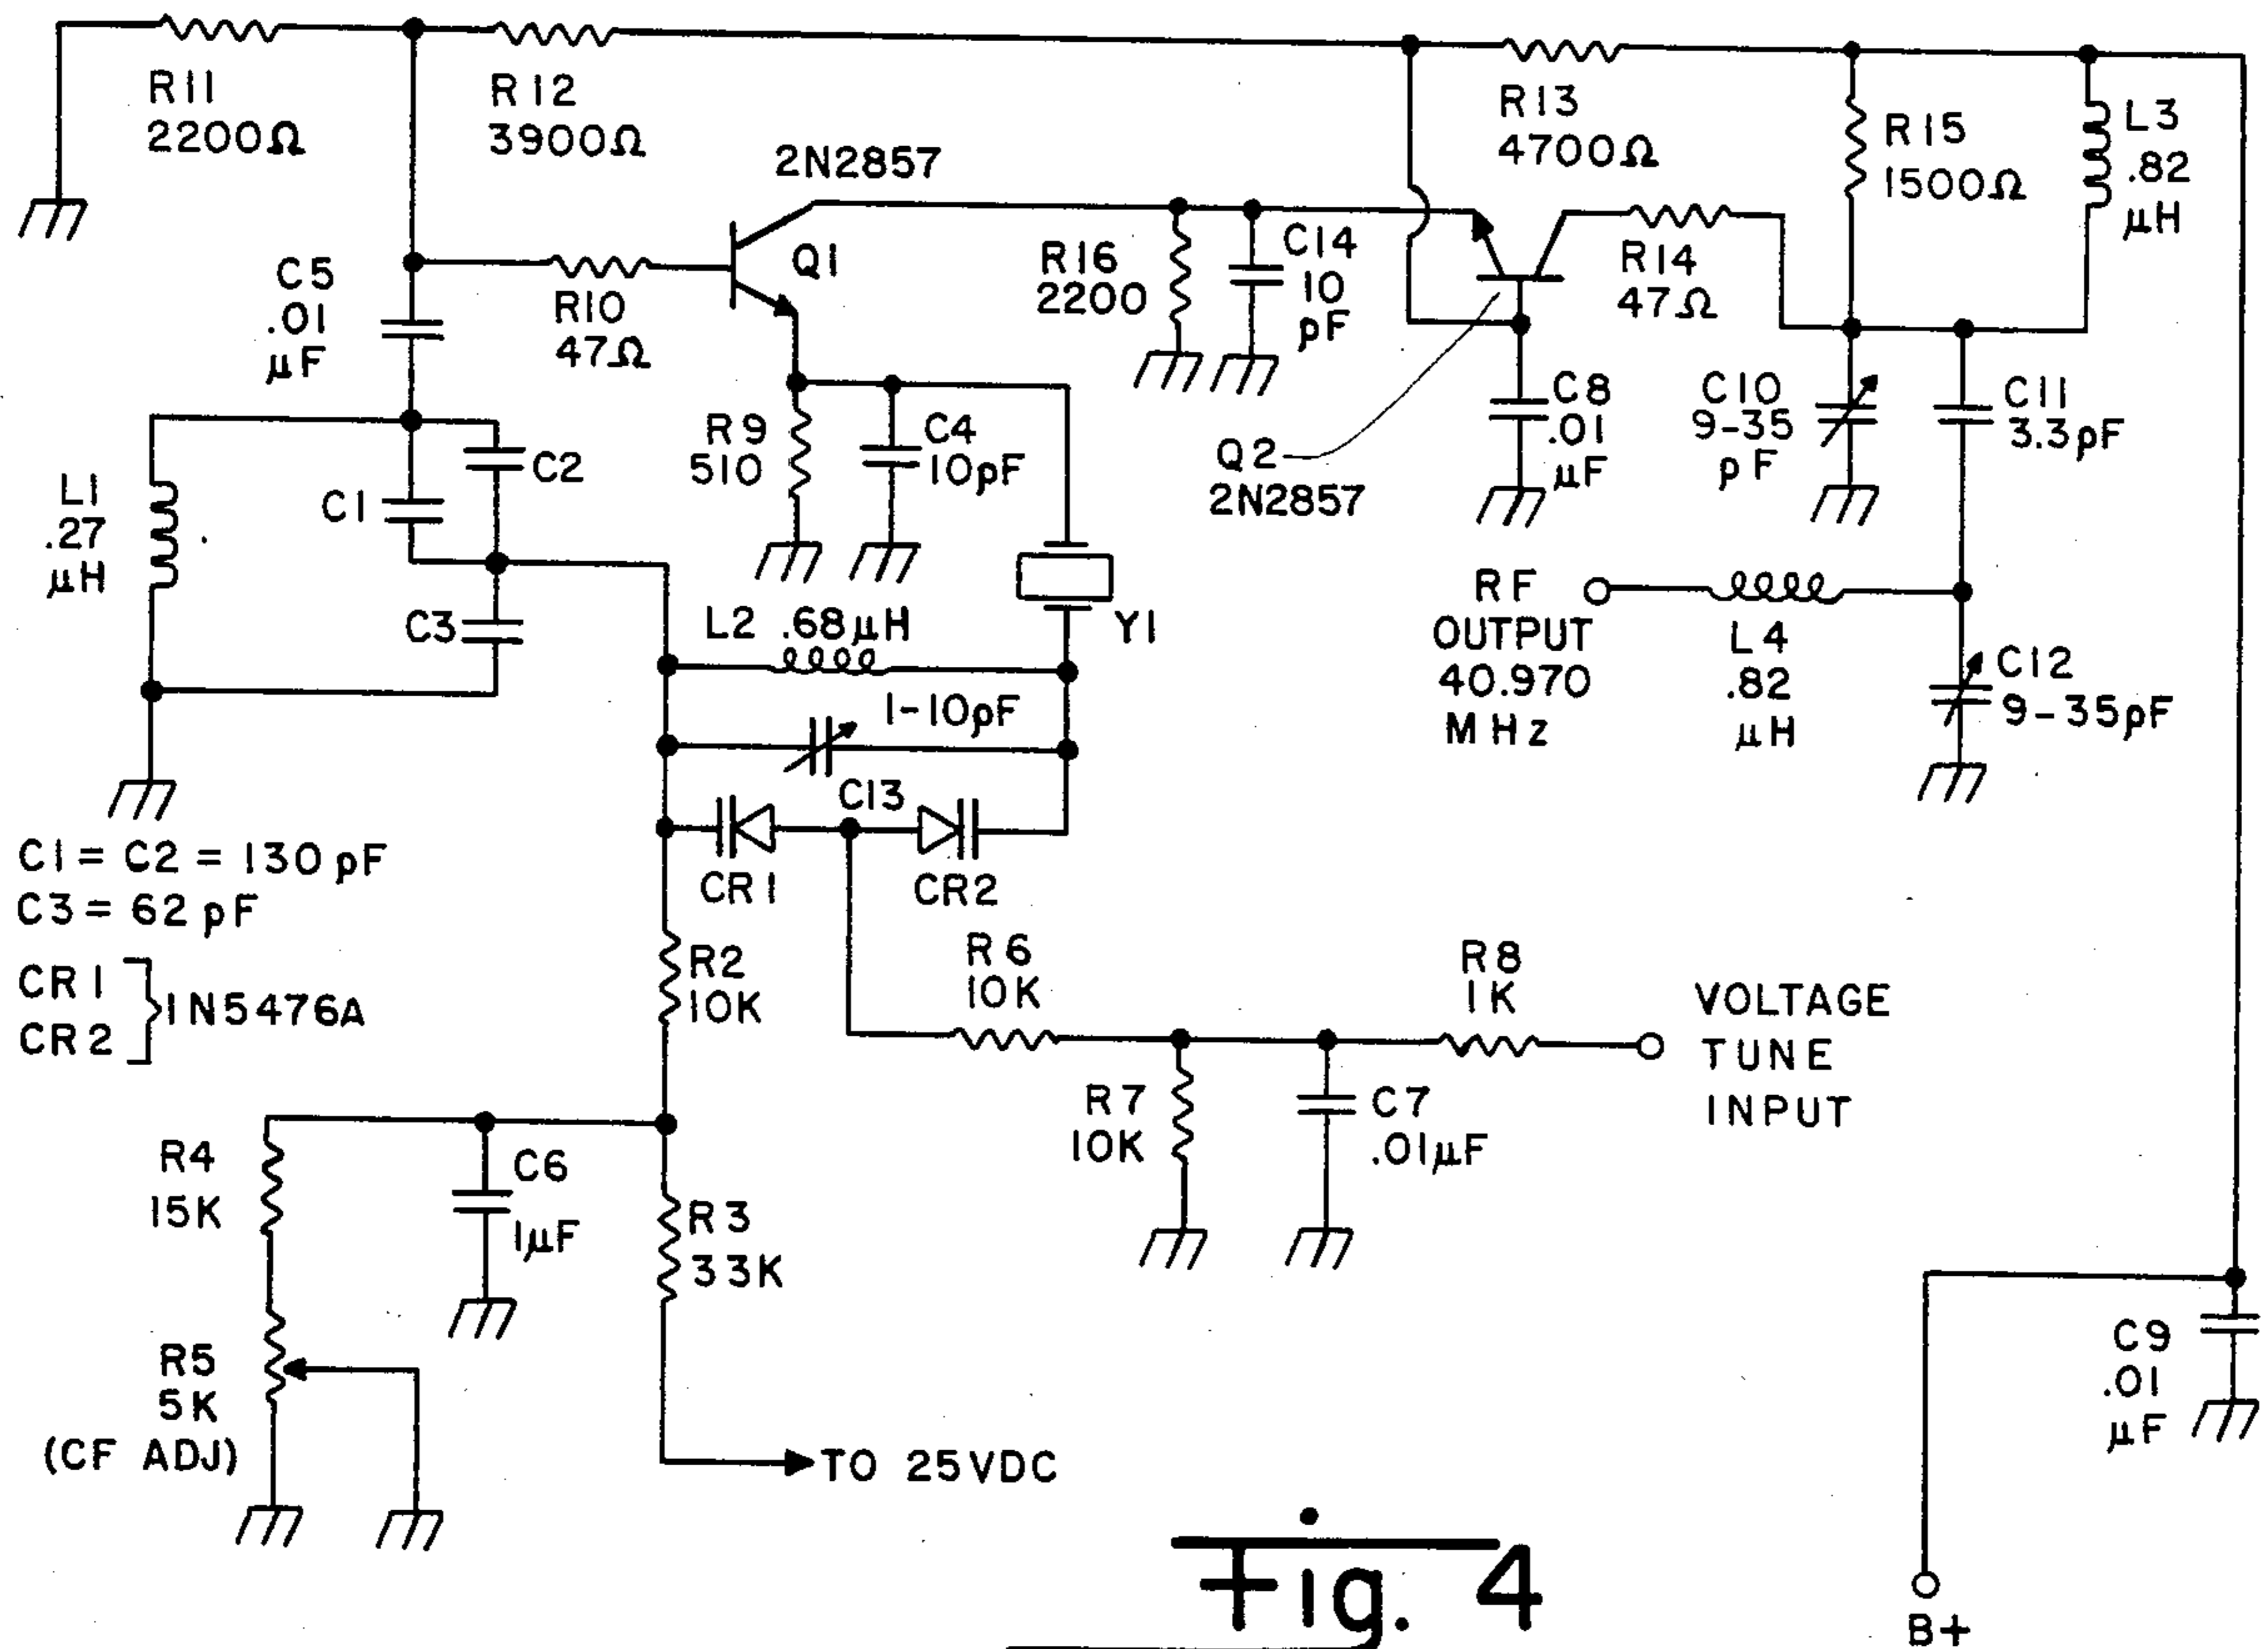 R11
2200Ω
R12
3900Ω
2N2857
R13
4700Ω
R15
1500Ω
L3
.82
μH
C5
.01
μF
R10
47Ω
Q1
R16
2200
C14
10
pF
R14
47Ω
L1
.27
μH
C1
C2
C3
R9
510
C4
10pF
Q2
2N2857
C8
.01
μF
C10
9-35
pF
C11
3.3pF
L2 .68μH
Y1
RF
OUTPUT
40.970
MHz
L4
.82
μH
C12
9-35pF
1-10pF
C13
CR1
CR2
C1 = C2 = 130 pF
C3 = 62 pF
CR1
CR2
1N5476A
R2
10K
R6
10K
R8
1K
VOLTAGE
TUNE
INPUT
R7
10K
C7
.01μF
R4
15K
C6
1μF
R3
33K
R5
5K
(CF ADJ)
TO 25VDC
C9
.01
μF
B+
Fig. 4